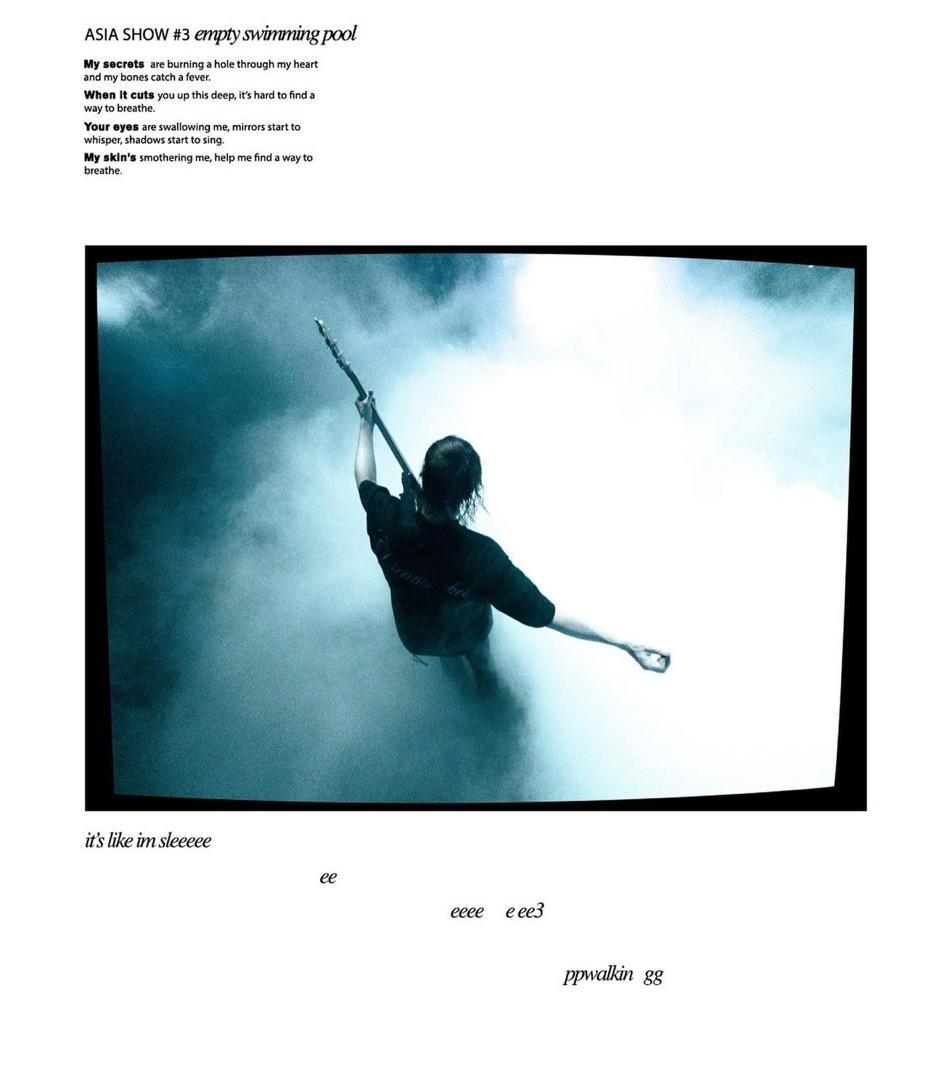 ASIA SHOW #3 empty swimming pool
My secrets are burning a hole through my heart
and my bones catch a fever.
When it cuts you up this deep, it's hard to find a
way to breathe.
Your eyes are swallowing me, mirrors start to
whisper, shadows start to sing.
My skin's smothering me, help me find a way to
breathe.
it's like im sleeeee
ee
eeee e ee3
ppwalkin gg